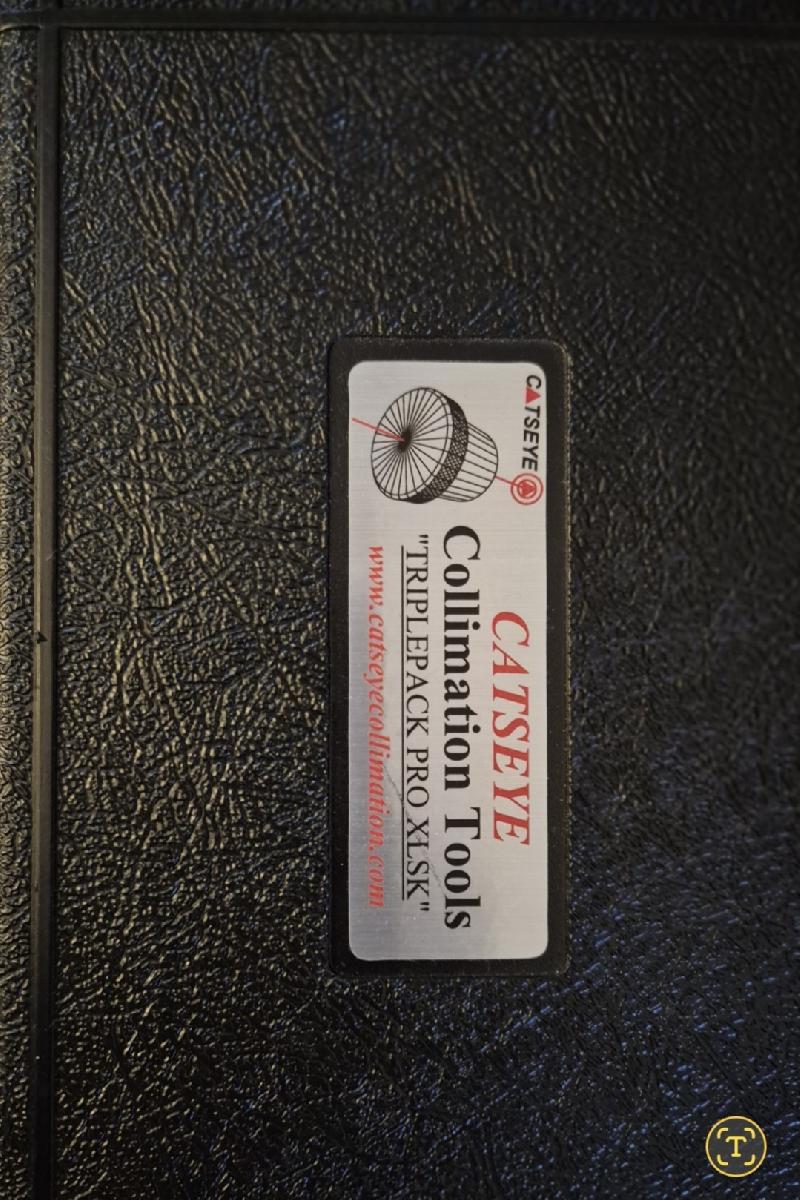 CATSEYE
CATSEYE
Collimation Tools
"TRIPLEPACK PRO XLSK"
www.catseyecollimation.com